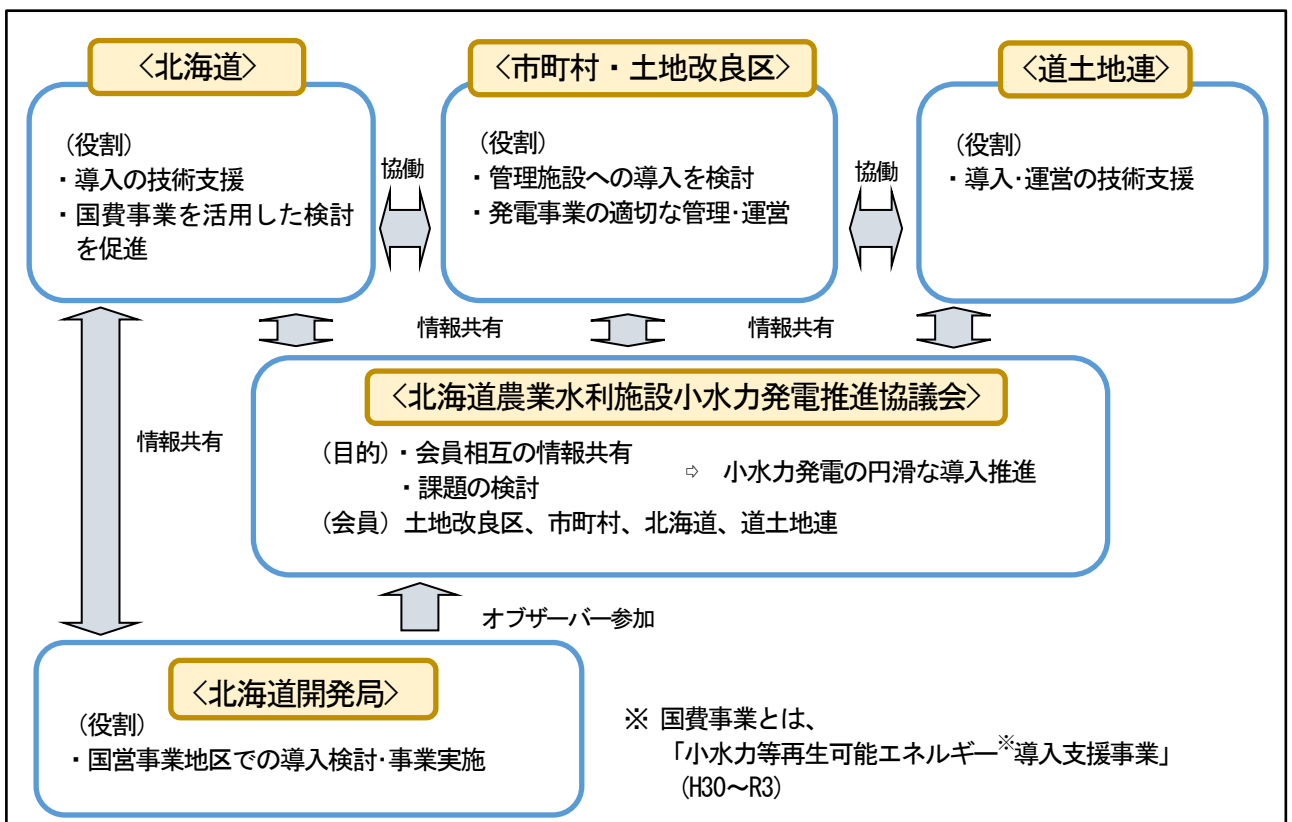 〈北海道〉
(役割)
・導入の技術支援
・国費事業を活用した検討
を促進
協働
〈市町村・土地改良区〉
(役割)
・管理施設への導入を検討
・発電事業の適切な管理・運営
協働
〈道土地連〉
(役割)
・導入・運営の技術支援
情報共有
情報共有
情報共有
〈北海道農業水利施設小水力発電推進協議会〉
(目的)・会員相互の情報共有
・課題の検討
⇨ 小水力発電の円滑な導入推進
(会員) 土地改良区、市町村、北海道、道土地連
オブザーバー参加
〈北海道開発局〉
(役割)
・国営事業地区での導入検討・事業実施
※ 国費事業とは、
「小水力等再生可能エネルギー※導入支援事業」
(H30～R3)